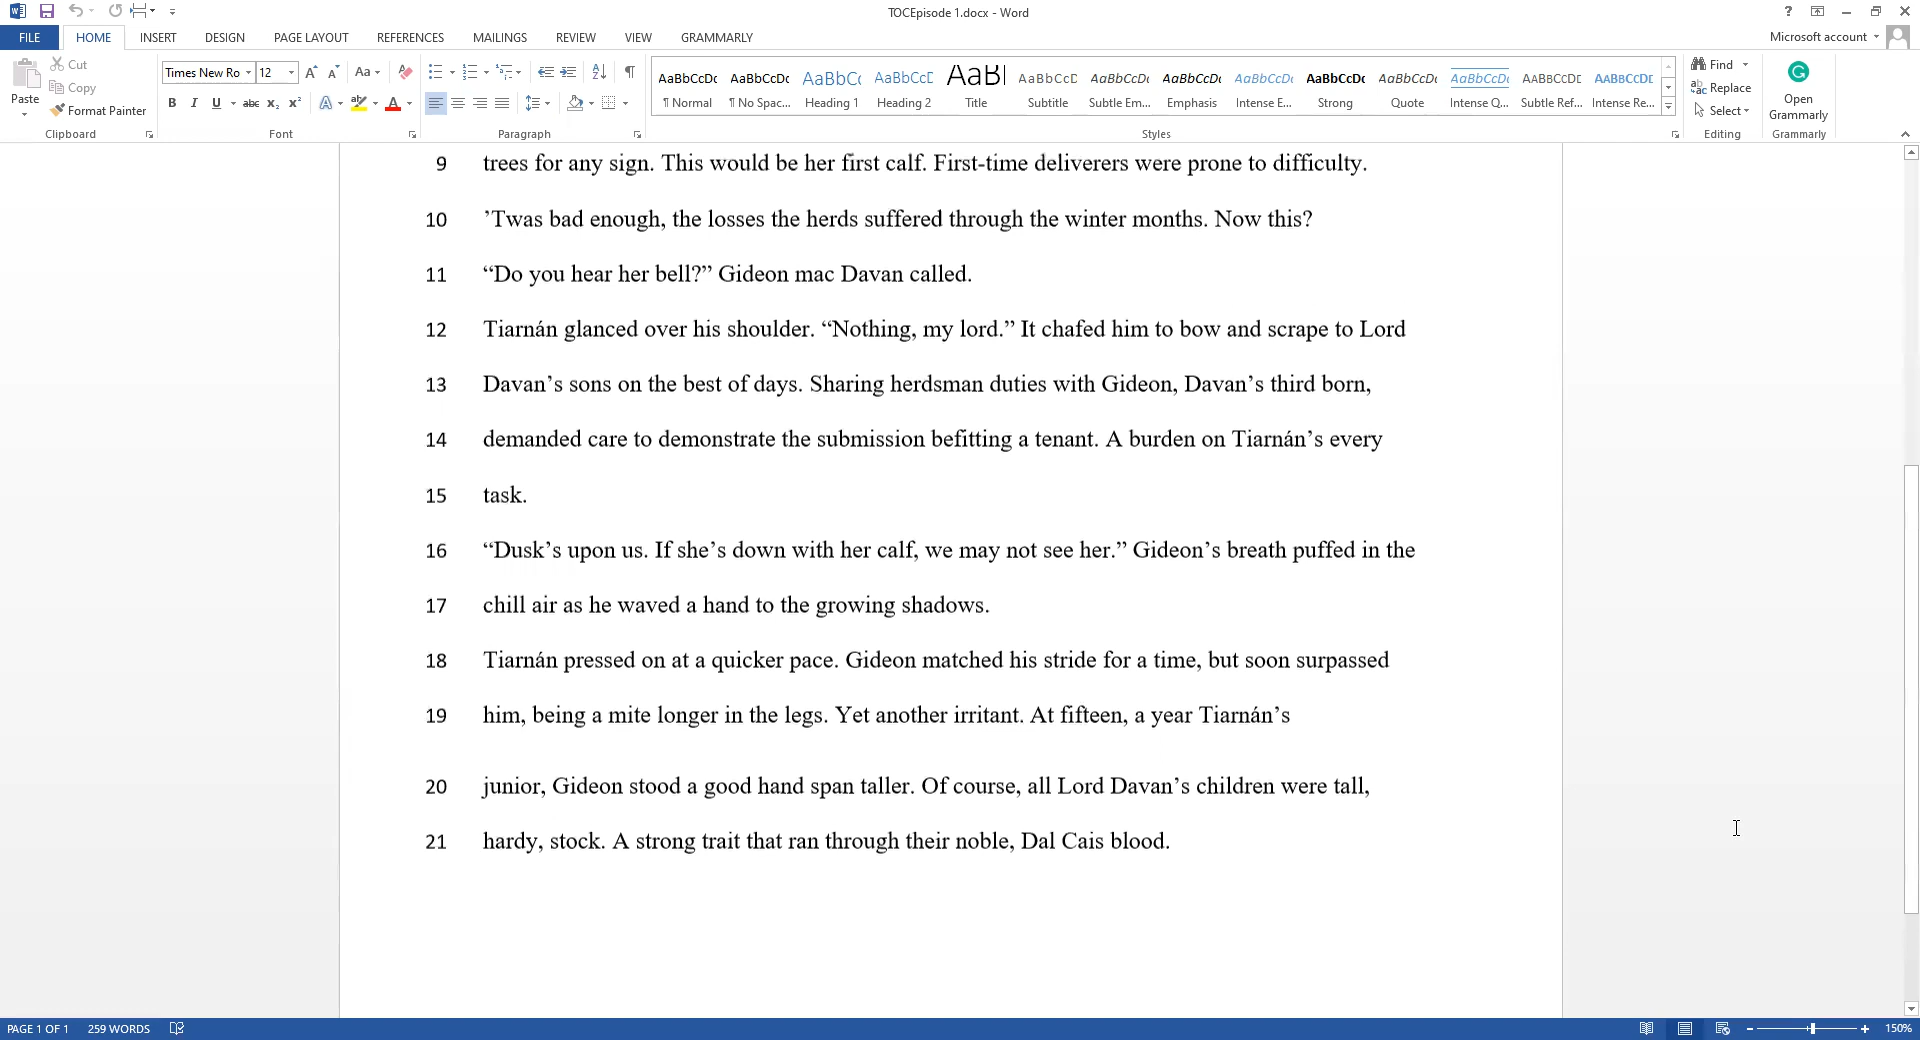 TOCEpisode 1.docx - Word
?
FILE HOME INSERT DESIGN PAGE LAYOUT REFERENCES MAILINGS REVIEW VIEW GRAMMARLY
Microsoft account
Paste
Cut
Copy
Format Painter
Clipboard
Times New Ro 12
Aa
B I U abc X₂ X²
Font
Paragraph
AaBbCcDc AaBbCcDc AaBbCc AaBbCcE AaBl AaBbCcD AaBbCcDc AaBbCcDc AaBbCcDc AaBbCcDc AaBbCcDc AaBbCcDc AABBCCDE AABBCCDE
¶ Normal ¶ No Spac... Heading 1 Heading 2 Title Subtitle Subtle Em... Emphasis Intense E... Strong Quote Intense Q... Subtle Ref... Intense Re...
Styles
Find
Replace
Select
Editing
Open
Grammarly
Grammarly
9 trees for any sign. This would be her first calf. First-time deliverers were prone to difficulty.
10 ’Twas bad enough, the losses the herds suffered through the winter months. Now this?
11 “Do you hear her bell?” Gideon mac Davan called.
12 Tiarnán glanced over his shoulder. “Nothing, my lord.” It chafed him to bow and scrape to Lord
13 Davan’s sons on the best of days. Sharing herdsman duties with Gideon, Davan’s third born,
14 demanded care to demonstrate the submission befitting a tenant. A burden on Tiarnán’s every
15 task.
16 “Dusk’s upon us. If she’s down with her calf, we may not see her.” Gideon’s breath puffed in the
17 chill air as he waved a hand to the growing shadows.
18 Tiarnán pressed on at a quicker pace. Gideon matched his stride for a time, but soon surpassed
19 him, being a mite longer in the legs. Yet another irritant. At fifteen, a year Tiarnán’s
20 junior, Gideon stood a good hand span taller. Of course, all Lord Davan’s children were tall,
21 hardy, stock. A strong trait that ran through their noble, Dal Cais blood.
PAGE 1 OF 1 259 WORDS
150%